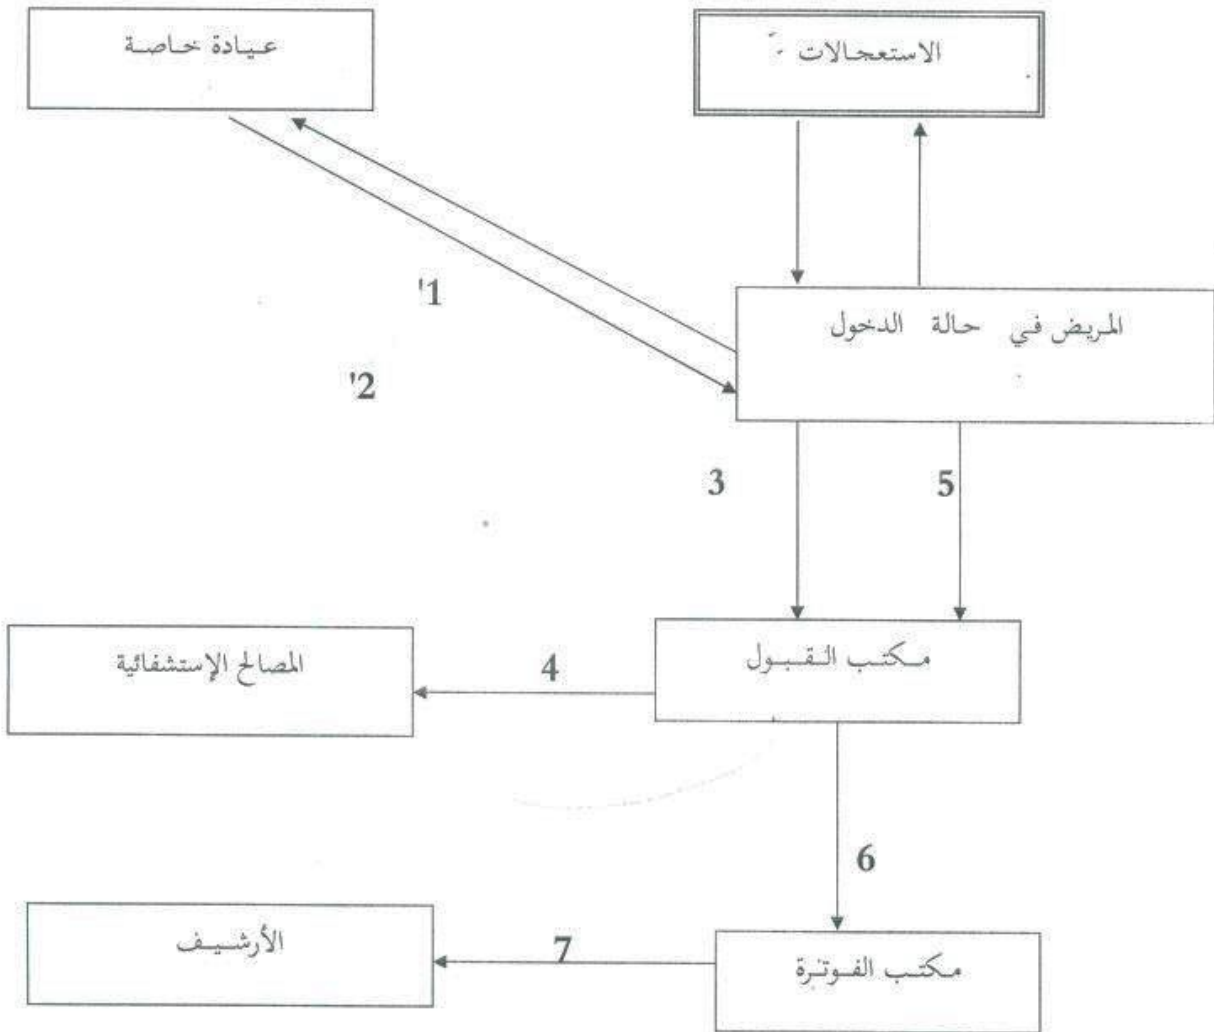 الاستعجالات
عيادة خاصة
'1
المريض في حالة الدخول
'2
3
5
مكتب القبول
المصالح الإستشفائية
4
6
الأرشيف
7
مكتب الفوترة